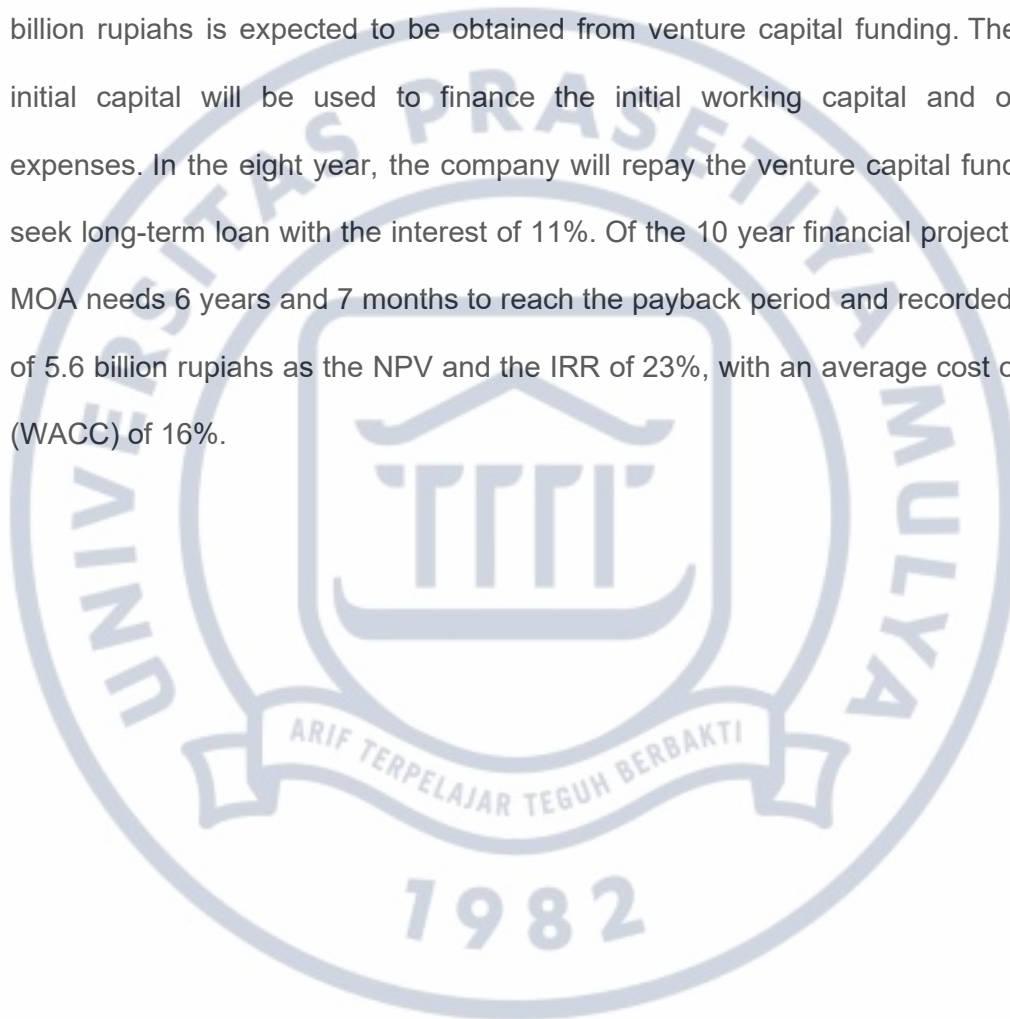 billion rupiahs is expected to be obtained from venture capital funding. The
initial capital will be used to finance the initial working capital and o
expenses. In the eight year, the company will repay the venture capital fund
seek long-term loan with the interest of 11%. Of the 10 year financial project
MOA needs 6 years and 7 months to reach the payback period and recorded
of 5.6 billion rupiahs as the NPV and the IRR of 23%, with an average cost o
(WACC) of 16%.
UNIVERSITAS PRASETIYA MULYA
ARIF TERPELAJAR TEGUH BERBAKTI
1982